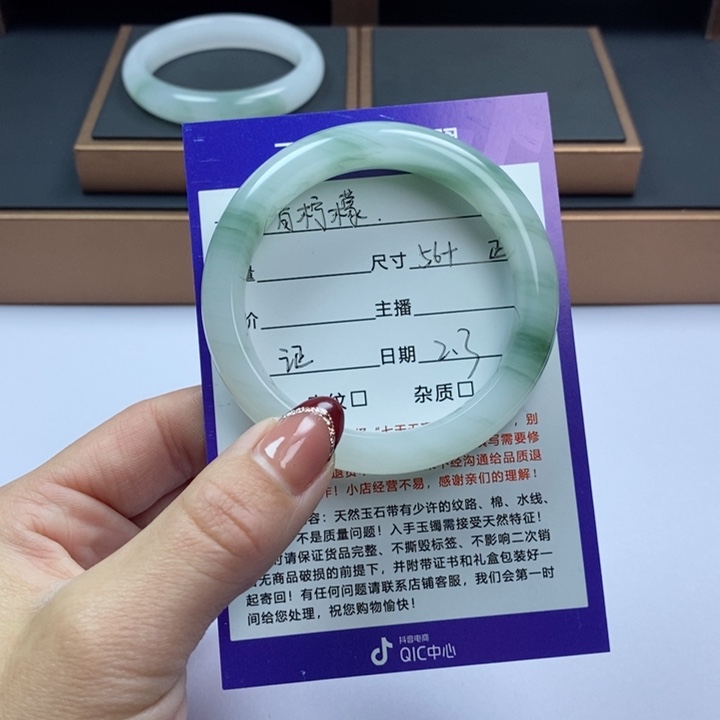 有柠檬.
尺寸 56+ 正
价 主播
证 日期 2.3
纹□ 杂质□
别
写需要修
不经沟通给品质退
！小店经营不易，感谢亲们的理解！
容：天然玉石带有少许的纹路、棉、水线、
不是质量问题！入手玉镯需接受天然特征！
时请保证货品完整、不撕毁标签、不影响二次销
无商品破损的前提下，并附带证书和礼盒包装好一
起寄回！有任何问题请联系店铺客服，我们会第一时
间给您处理，祝您购物愉快！
抖音电商
QIC中心